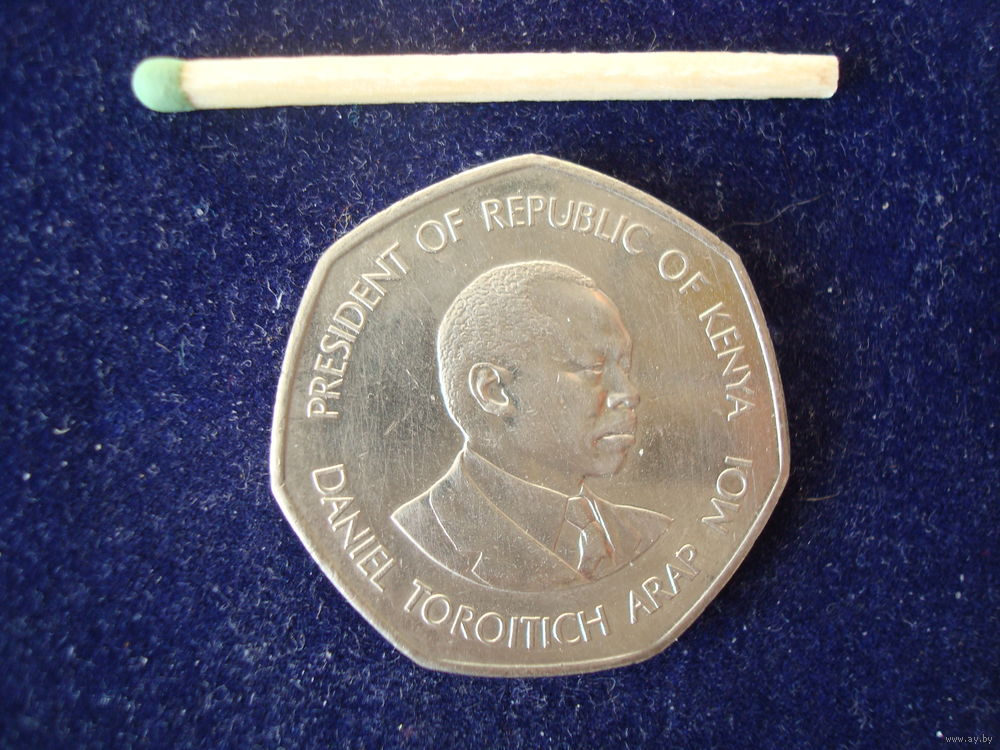 PRESIDENT OF REPUBLIC OF KENYA
DANIEL TOROITICH ARAP MOI
www.ay.by